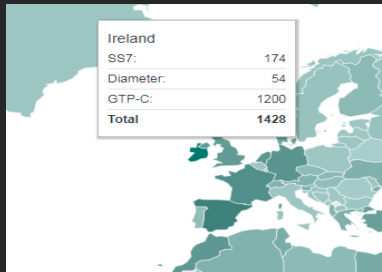 Ireland
SS7: 174
Diameter: 54
GTP-C: 1200
Total 1428